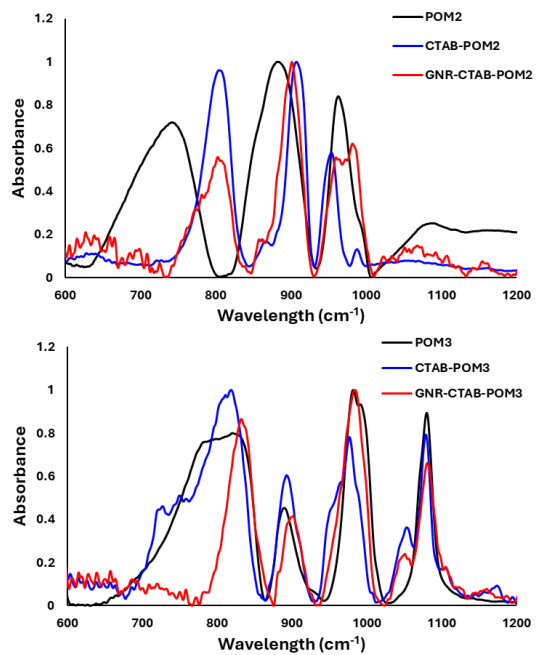 1.2
1
0.8
0.6
0.4
0.2
0
Absorbance
POM2
CTAB-POM2
GNR-CTAB-POM2
600 700 800 900 1000 1100 1200
Wavelength (cm⁻¹)
1.2
1
0.8
0.6
0.4
0.2
0
Absorbance
POM3
CTAB-POM3
GNR-CTAB-POM3
600 700 800 900 1000 1100 1200
Wavelength (cm⁻¹)